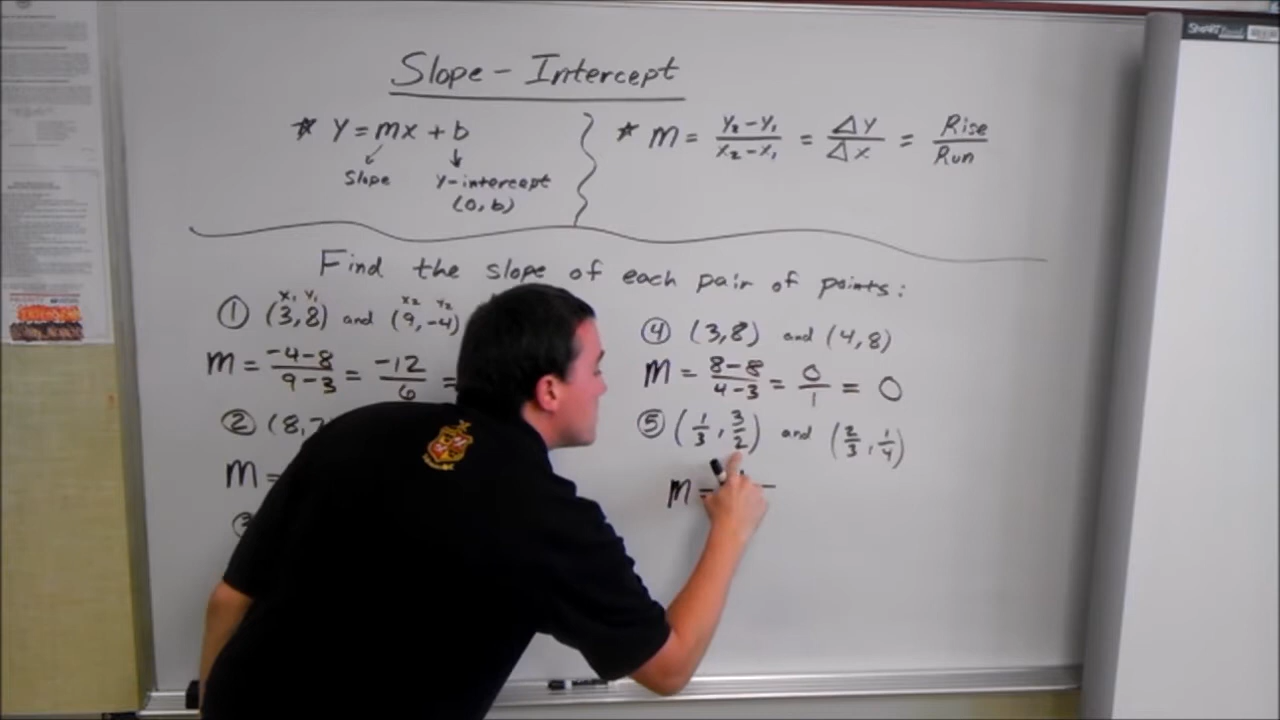 Slope - Intercept
* Y = mx + b
Slope
Y-intercept
(0, b)
* M = Y₂ - Y₁ / X₂ - X₁ = ΔY / ΔX = Rise / Run
Find the slope of each pair of points:
X₁ Y₁ X₂ Y₂
① (3, 8) and (9, -4)
M = -4 - 8 / 9 - 3 = -12 / 6 =
② (8,
M =
④ (3, 8) and (4, 8)
M = 8 - 8 / 4 - 3 = 0 / 1 = 0
⑤ (1/3, 3/2) and (2/3, 1/4)
M =
SMART